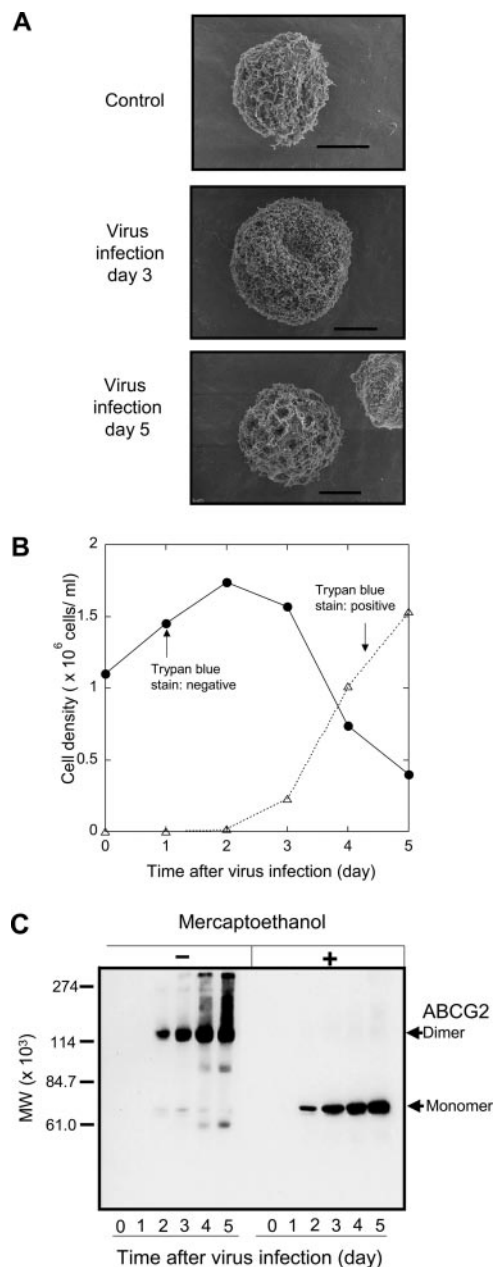 A
Control
Virus
infection
day 3
Virus
infection
day 5
B
2
1.5
1
0.5
0
Cell density ( x 10⁶ cells/ ml)
Trypan blue
stain: positive
Trypan blue
stain: negative
0 1 2 3 4 5
Time after virus infection (day)
C
Mercaptoethanol
− +
274
114
84.7
61.0
MW (x 10³)
ABCG2
Dimer
Monomer
0 1 2 3 4 5 0 1 2 3 4 5
Time after virus infection (day)